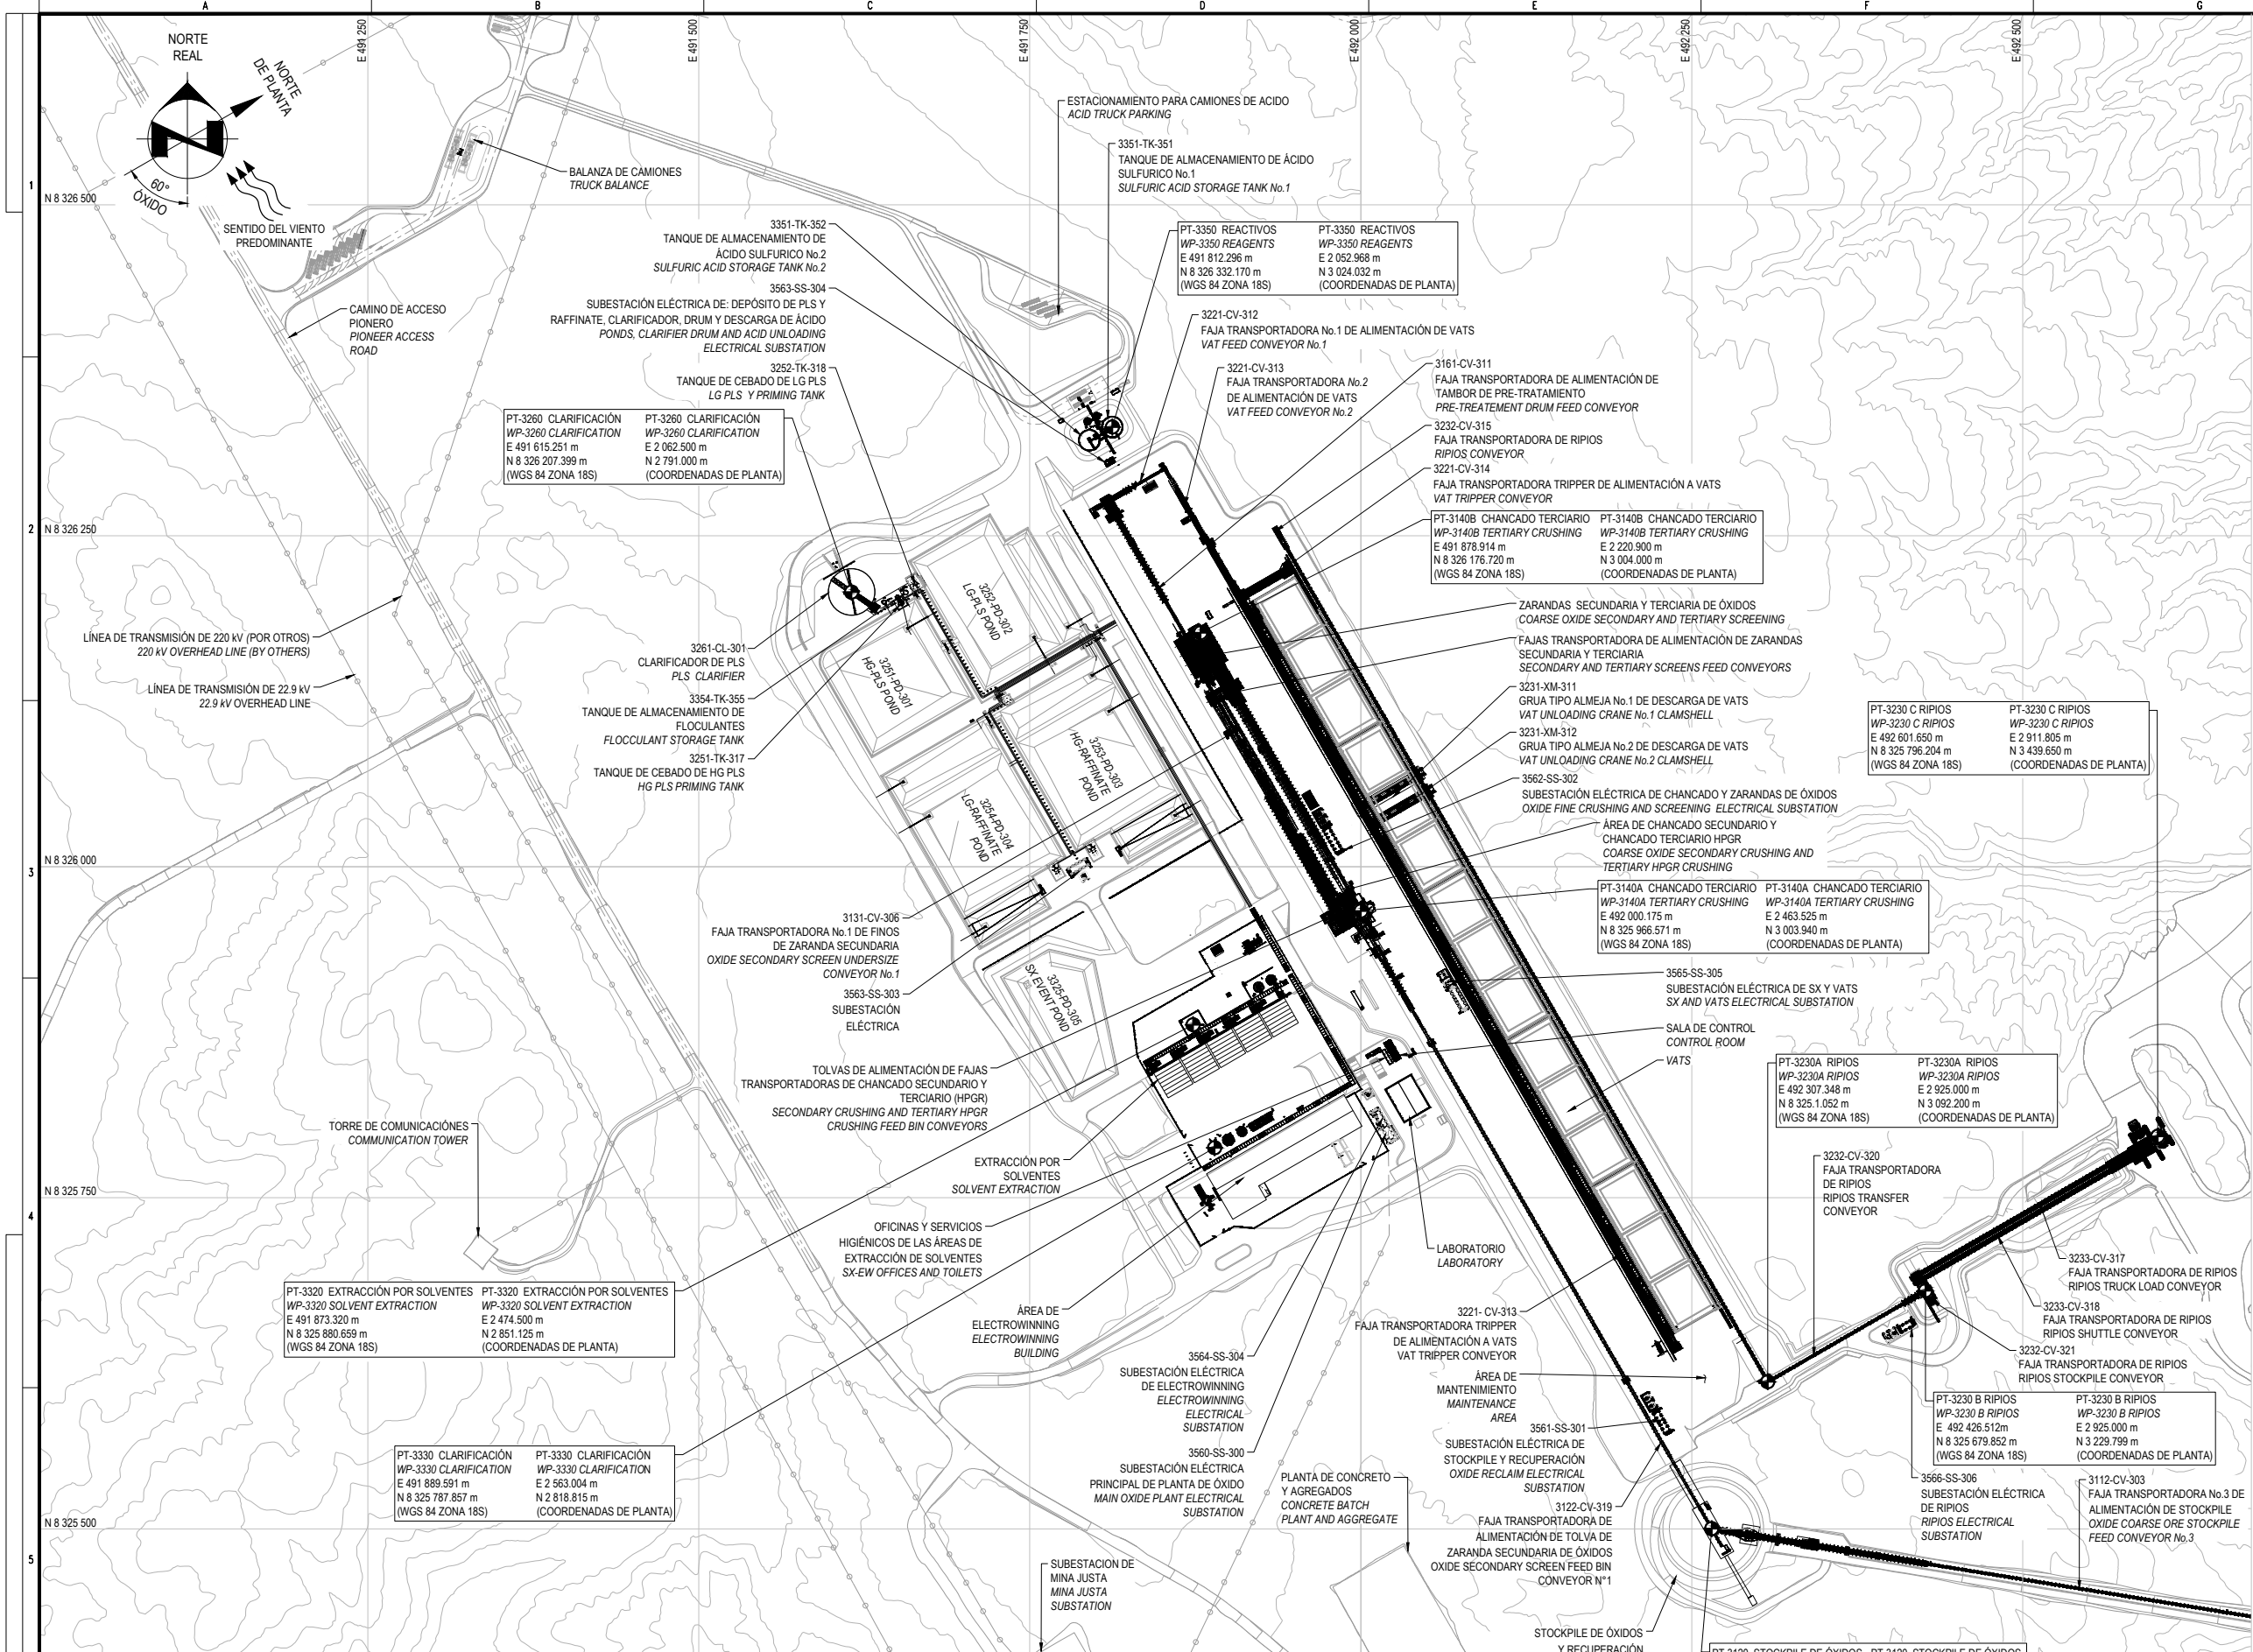 A
B
C
D
E
F
G
E 491 250
E 491 500
E 491 750
E 492 000
E 492 250
E 492 500
NORTE
REAL
NORTE
DE PLANTA
60°
ÓXIDO
SENTIDO DEL VIENTO
PREDOMINANTE
1
2
3
4
5
N 8 326 500
N 8 326 250
N 8 326 000
N 8 325 750
N 8 325 500
BALANZA DE CAMIONES
TRUCK BALANCE
ESTACIONAMIENTO PARA CAMIONES DE ACIDO
ACID TRUCK PARKING
3351-TK-351
TANQUE DE ALMACENAMIENTO DE ÁCIDO
SULFURICO No.1
SULFURIC ACID STORAGE TANK No.1
3351-TK-352
TANQUE DE ALMACENAMIENTO DE
ÁCIDO SULFURICO No.2
SULFURIC ACID STORAGE TANK No.2
PT-3350 REACTIVOS PT-3350 REACTIVOS
WP-3350 REAGENTS WP-3350 REAGENTS
E 491 812.296 m E 2 052.968 m
N 8 326 332.170 m N 3 024.032 m
(WGS 84 ZONA 18S) (COORDENADAS DE PLANTA)
3563-SS-304
SUBESTACIÓN ELÉCTRICA DE: DEPÓSITO DE PLS Y
RAFFINATE, CLARIFICADOR, DRUM Y DESCARGA DE ÁCIDO
PONDS, CLARIFIER DRUM AND ACID UNLOADING
ELECTRICAL SUBSTATION
CAMINO DE ACCESO
PIONERO
PIONEER ACCESS
ROAD
3221-CV-312
FAJA TRANSPORTADORA No.1 DE ALIMENTACIÓN DE VATS
VAT FEED CONVEYOR No.1
3252-TK-318
TANQUE DE CEBADO DE LG PLS
LG PLS Y PRIMING TANK
3221-CV-313
FAJA TRANSPORTADORA No.2
DE ALIMENTACIÓN DE VATS
VAT FEED CONVEYOR No.2
3161-CV-311
FAJA TRANSPORTADORA DE ALIMENTACIÓN DE
TAMBOR DE PRE-TRATAMIENTO
PRE-TREATEMENT DRUM FEED CONVEYOR
3232-CV-315
FAJA TRANSPORTADORA DE RIPIOS
RIPIOS CONVEYOR
3221-CV-314
FAJA TRANSPORTADORA TRIPPER DE ALIMENTACIÓN A VATS
VAT TRIPPER CONVEYOR
PT-3260 CLARIFICACIÓN PT-3260 CLARIFICACIÓN
WP-3260 CLARIFICATION WP-3260 CLARIFICATION
E 491 615.251 m E 2 062.500 m
N 8 326 207.399 m N 2 791.000 m
(WGS 84 ZONA 18S) (COORDENADAS DE PLANTA)
PT-3140B CHANCADO TERCIARIO PT-3140B CHANCADO TERCIARIO
WP-3140B TERTIARY CRUSHING WP-3140B TERTIARY CRUSHING
E 491 878.914 m E 2 220.900 m
N 8 326 176.720 m N 3 004.000 m
(WGS 84 ZONA 18S) (COORDENADAS DE PLANTA)
ZARANDAS SECUNDARIA Y TERCIARIA DE ÓXIDOS
COARSE OXIDE SECONDARY AND TERTIARY SCREENING
FAJAS TRANSPORTADORA DE ALIMENTACIÓN DE ZARANDAS
SECUNDARIA Y TERCIARIA
SECONDARY AND TERTIARY SCREENS FEED CONVEYORS
3252-PD-302
LG-PLS POND
3251-PD-301
HG-PLS POND
3253-PD-303
HG-RAFFINATE
POND
3254-PD-304
LG-RAFFINATE
POND
3325-PD-305
SX EVENT POND
LÍNEA DE TRANSMISIÓN DE 220 kV (POR OTROS)
220 kV OVERHEAD LINE (BY OTHERS)
LÍNEA DE TRANSMISIÓN DE 22.9 kV
22.9 kV OVERHEAD LINE
3261-CL-301
CLARIFICADOR DE PLS
PLS CLARIFIER
3354-TK-355
TANQUE DE ALMACENAMIENTO DE
FLOCULANTES
FLOCCULANT STORAGE TANK
3251-TK-317
TANQUE DE CEBADO DE HG PLS
HG PLS PRIMING TANK
3231-XM-311
GRUA TIPO ALMEJA No.1 DE DESCARGA DE VATS
VAT UNLOADING CRANE No.1 CLAMSHELL
3231-XM-312
GRUA TIPO ALMEJA No.2 DE DESCARGA DE VATS
VAT UNLOADING CRANE No.2 CLAMSHELL
3562-SS-302
SUBESTACIÓN ELÉCTRICA DE CHANCADO Y ZARANDAS DE ÓXIDOS
OXIDE FINE CRUSHING AND SCREENING ELECTRICAL SUBSTATION
ÁREA DE CHANCADO SECUNDARIO Y
CHANCADO TERCIARIO HPGR
COARSE OXIDE SECONDARY CRUSHING AND
TERTIARY HPGR CRUSHING
PT-3230 C RIPIOS PT-3230 C RIPIOS
WP-3230 C RIPIOS WP-3230 C RIPIOS
E 492 601.650 m E 2 911.805 m
N 8 325 796.204 m N 3 439.650 m
(WGS 84 ZONA 18S) (COORDENADAS DE PLANTA)
PT-3140A CHANCADO TERCIARIO PT-3140A CHANCADO TERCIARIO
WP-3140A TERTIARY CRUSHING WP-3140A TERTIARY CRUSHING
E 492 000.175 m E 2 463.525 m
N 8 325 966.571 m N 3 003.940 m
(WGS 84 ZONA 18S) (COORDENADAS DE PLANTA)
3131-CV-306
FAJA TRANSPORTADORA No.1 DE FINOS
DE ZARANDA SECUNDARIA
OXIDE SECONDARY SCREEN UNDERSIZE
CONVEYOR No.1
3563-SS-303
SUBESTACIÓN
ELÉCTRICA
3565-SS-305
SUBESTACIÓN ELÉCTRICA DE SX Y VATS
SX AND VATS ELECTRICAL SUBSTATION
SALA DE CONTROL
CONTROL ROOM
VATS
TOLVAS DE ALIMENTACIÓN DE FAJAS
TRANSPORTADORAS DE CHANCADO SECUNDARIO Y
TERCIARIO (HPGR)
SECONDARY CRUSHING AND TERTIARY HPGR
CRUSHING FEED BIN CONVEYORS
PT-3230A RIPIOS PT-3230A RIPIOS
WP-3230A RIPIOS WP-3230A RIPIOS
E 492 307.348 m E 2 925.000 m
N 8 325.1.052 m N 3 092.200 m
(WGS 84 ZONA 18S) (COORDENADAS DE PLANTA)
TORRE DE COMUNICACIÓNES
COMMUNICATION TOWER
EXTRACCIÓN POR
SOLVENTES
SOLVENT EXTRACTION
3232-CV-320
FAJA TRANSPORTADORA
DE RIPIOS
RIPIOS TRANSFER
CONVEYOR
OFICINAS Y SERVICIOS
HIGIÉNICOS DE LAS ÁREAS DE
EXTRACCIÓN DE SOLVENTES
SX-EW OFFICES AND TOILETS
LABORATORIO
LABORATORY
3233-CV-317
FAJA TRANSPORTADORA DE RIPIOS
RIPIOS TRUCK LOAD CONVEYOR
PT-3320 EXTRACCIÓN POR SOLVENTES PT-3320 EXTRACCIÓN POR SOLVENTES
WP-3320 SOLVENT EXTRACTION WP-3320 SOLVENT EXTRACTION
E 491 873.320 m E 2 474.500 m
N 8 325 880.659 m N 2 851.125 m
(WGS 84 ZONA 18S) (COORDENADAS DE PLANTA)
ÁREA DE
ELECTROWINNING
ELECTROWINNING
BUILDING
3221- CV-313
FAJA TRANSPORTADORA TRIPPER
DE ALIMENTACIÓN A VATS
VAT TRIPPER CONVEYOR
3233-CV-318
FAJA TRANSPORTADORA DE RIPIOS
RIPIOS SHUTTLE CONVEYOR
3564-SS-304
SUBESTACIÓN ELÉCTRICA
DE ELECTROWINNING
ELECTROWINNING
ELECTRICAL
SUBSTATION
ÁREA DE
MANTENIMIENTO
MAINTENANCE
AREA
3232-CV-321
FAJA TRANSPORTADORA DE RIPIOS
RIPIOS STOCKPILE CONVEYOR
PT-3230 B RIPIOS PT-3230 B RIPIOS
WP-3230 B RIPIOS WP-3230 B RIPIOS
E 492 426.512m E 2 925.000 m
N 8 325 679.852 m N 3 229.799 m
(WGS 84 ZONA 18S) (COORDENADAS DE PLANTA)
3561-SS-301
SUBESTACIÓN ELÉCTRICA DE
STOCKPILE Y RECUPERACIÓN
OXIDE RECLAIM ELECTRICAL
SUBSTATION
PT-3330 CLARIFICACIÓN PT-3330 CLARIFICACIÓN
WP-3330 CLARIFICATION WP-3330 CLARIFICATION
E 491 889.591 m E 2 563.004 m
N 8 325 787.857 m N 2 818.815 m
(WGS 84 ZONA 18S) (COORDENADAS DE PLANTA)
3560-SS-300
SUBESTACIÓN ELÉCTRICA
PRINCIPAL DE PLANTA DE ÓXIDO
MAIN OXIDE PLANT ELECTRICAL
SUBSTATION
PLANTA DE CONCRETO
Y AGREGADOS
CONCRETE BATCH
PLANT AND AGGREGATE
3566-SS-306
SUBESTACIÓN ELÉCTRICA
DE RIPIOS
RIPIOS ELECTRICAL
SUBSTATION
3112-CV-303
FAJA TRANSPORTADORA No.3 DE
ALIMENTACIÓN DE STOCKPILE
OXIDE COARSE ORE STOCKPILE
FEED CONVEYOR No.3
3122-CV-319
FAJA TRANSPORTADORA DE
ALIMENTACIÓN DE TOLVA DE
ZARANDA SECUNDARIA DE ÓXIDOS
OXIDE SECONDARY SCREEN FEED BIN
CONVEYOR N°1
SUBESTACION DE
MINA JUSTA
MINA JUSTA
SUBSTATION
STOCKPILE DE ÓXIDOS
Y RECUPERACIÓN
PT-3120 STOCKPILE DE ÓXIDOS PT-3120 STOCKPILE DE ÓXIDOS